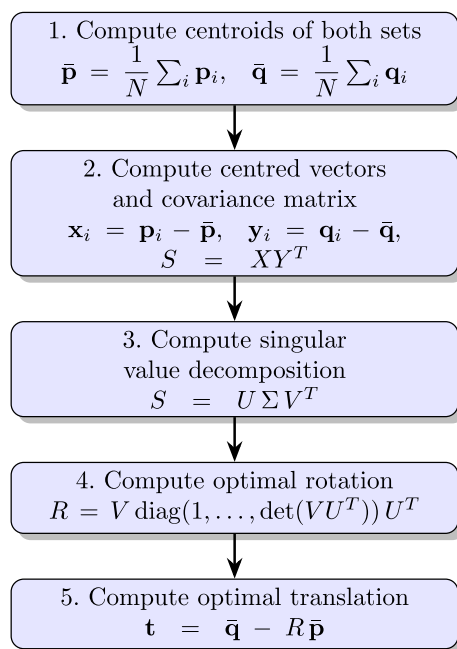 1. Compute centroids of both sets
p̄ = 1/N ∑ᵢ pᵢ, q̄ = 1/N ∑ᵢ qᵢ
2. Compute centred vectors
and covariance matrix
xᵢ = pᵢ − p̄, yᵢ = qᵢ − q̄,
S = XYᵀ
3. Compute singular
value decomposition
S = U Σ Vᵀ
4. Compute optimal rotation
R = V diag(1, . . . , det(VUᵀ)) Uᵀ
5. Compute optimal translation
t = q̄ − R p̄